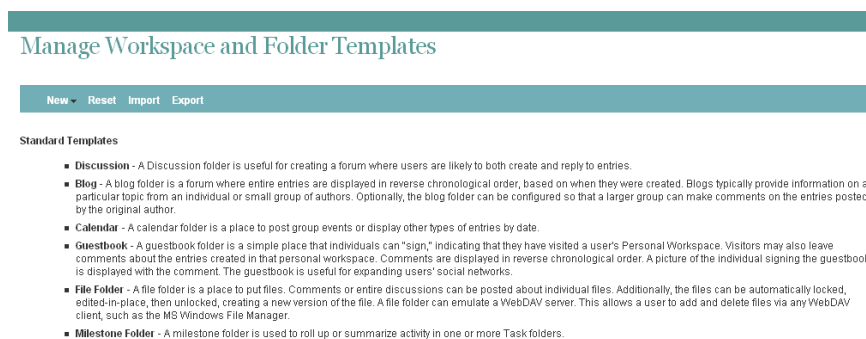 Manage Workspace and Folder Templates
New Reset Import Export
Standard Templates
Discussion - A Discussion folder is useful for creating a forum where users are likely to both create and reply to entries.
Blog - A blog folder is a forum where entire entries are displayed in reverse chronological order, based on when they were created. Blogs typically provide information on a
particular topic from an individual or small group of authors. Optionally, the blog folder can be configured so that a larger group can make comments on the entries posted
by the original author.
Calendar - A calendar folder is a place to post group events or display other types of entries by date.
Guestbook - A guestbook folder is a simple place that individuals can "sign," indicating that they have visited a user's Personal Workspace. Visitors may also leave
comments about the entries created in that personal workspace. Comments are displayed in reverse chronological order. A picture of the individual signing the guestbook
is displayed with the comment. The guestbook is useful for expanding users' social networks.
File Folder - A file folder is a place to put files. Comments or entire discussions can be posted about individual files. Additionally, the files can be automatically locked,
edited-in-place, then unlocked, creating a new version of the file. A file folder can emulate a WebDAV server. This allows a user to add and delete files via any WebDAV
client, such as the MS Windows File Manager.
Milestone Folder - A milestone folder is used to roll up or summarize activity in one or more Task folders.